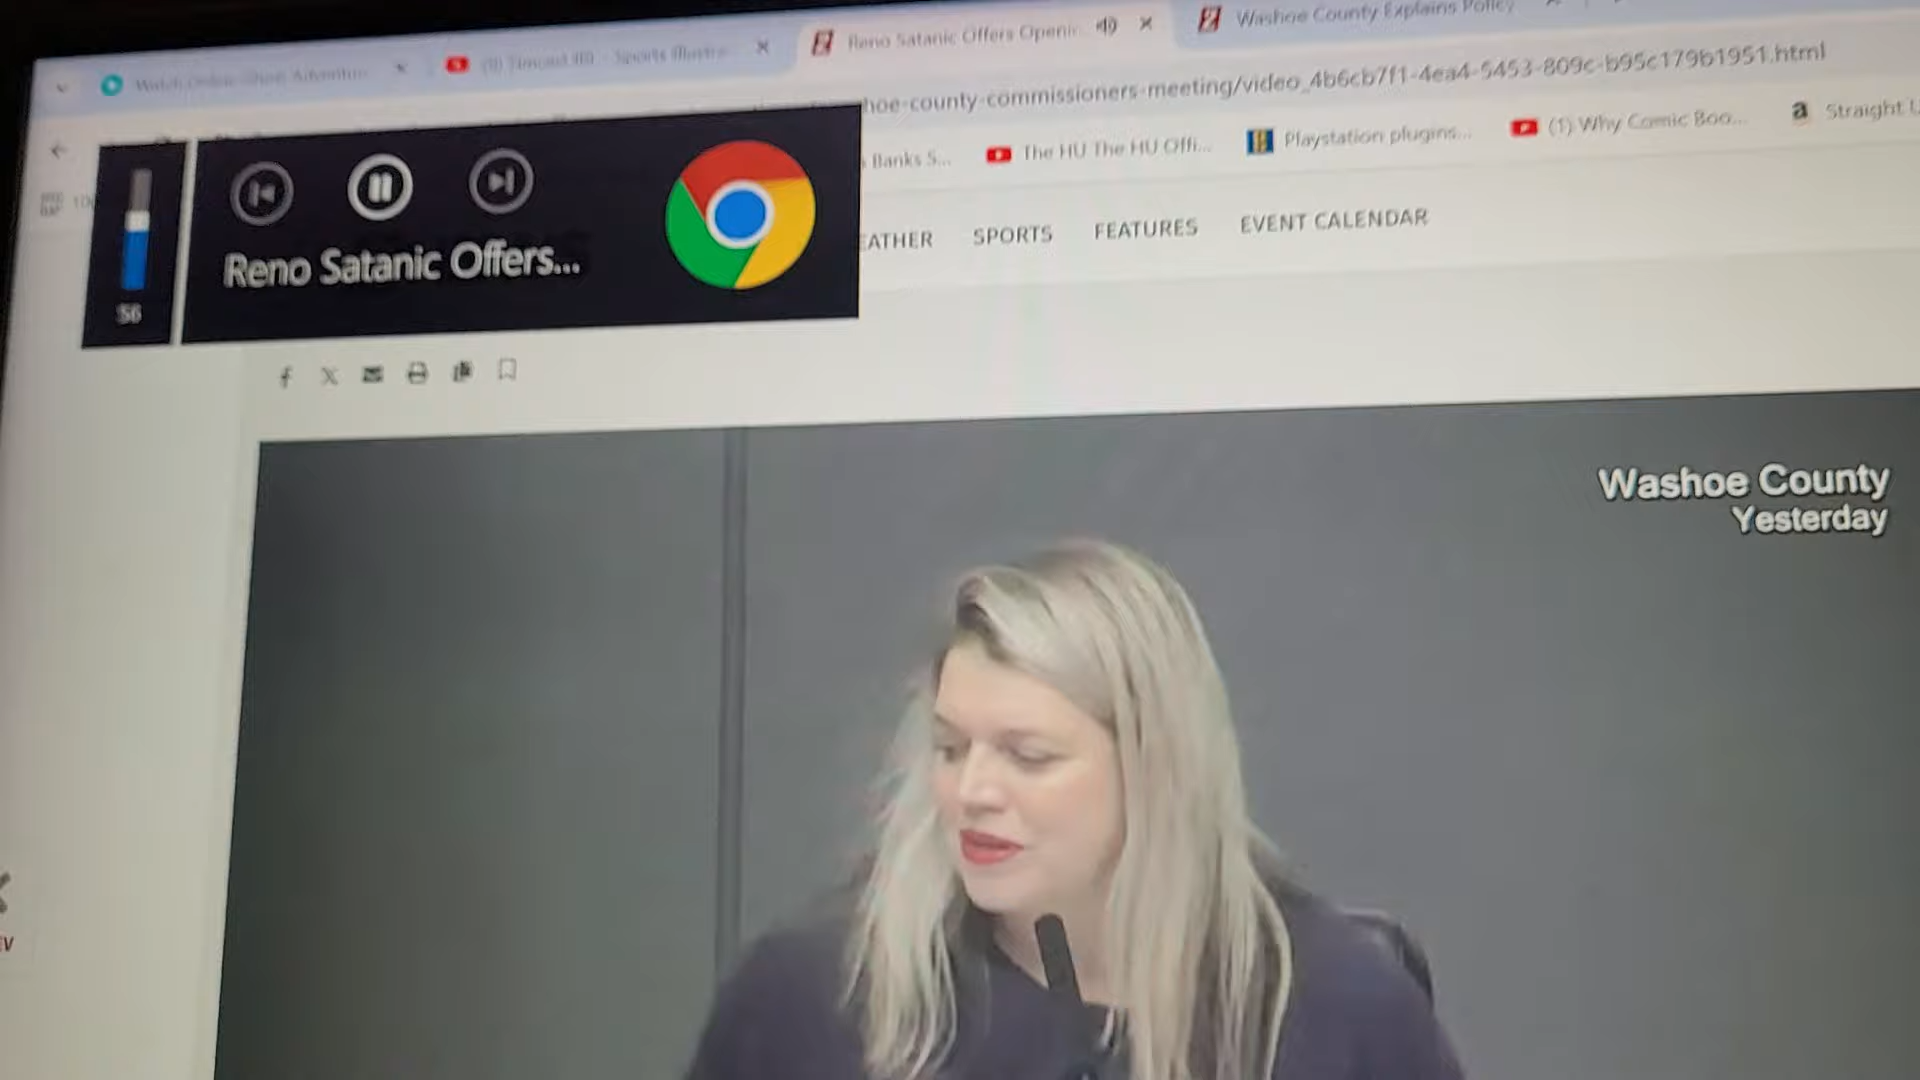 Reno Satanic Offers Openin
Washoe County Explains Policy
hoe-county-commissioners-meeting/video_4b6cb7f1-4ea4-5453-809c-b95c179b1951.html
Banks S...
The HU The HU Offi...
Playstation plugins...
(1) Why Comic Boo...
Straight
EATHER
SPORTS
FEATURES
EVENT CALENDAR
Reno Satanic Offers...
56
Washoe County
Yesterday